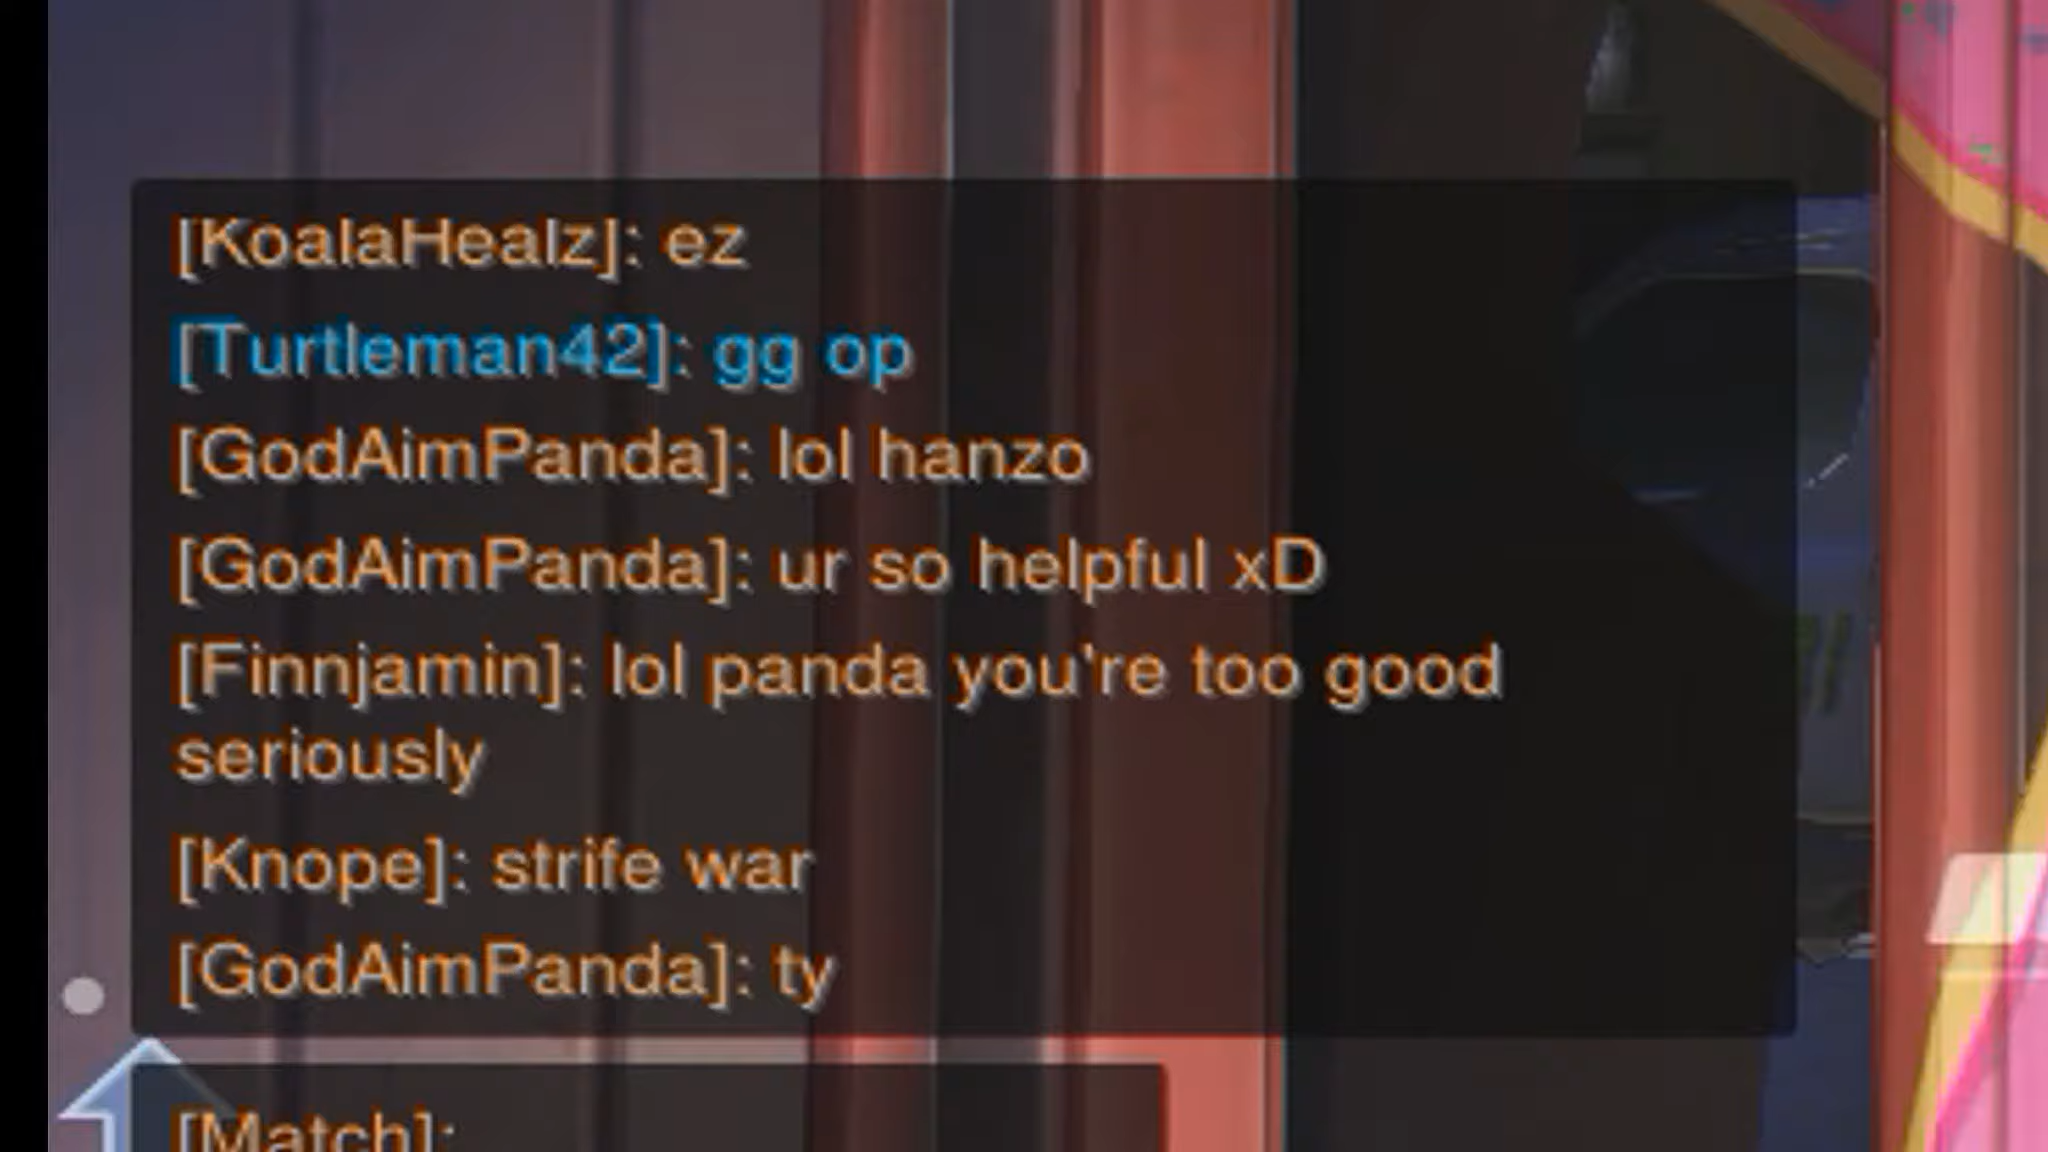 [KoalaHealz]: ez
[Turtleman42]: gg op
[GodAimPanda]: lol hanzo
[GodAimPanda]: ur so helpful xD
[Finnjamin]: lol panda you're too good
seriously
[Knope]: strife war
[GodAimPanda]: ty
[Match]: